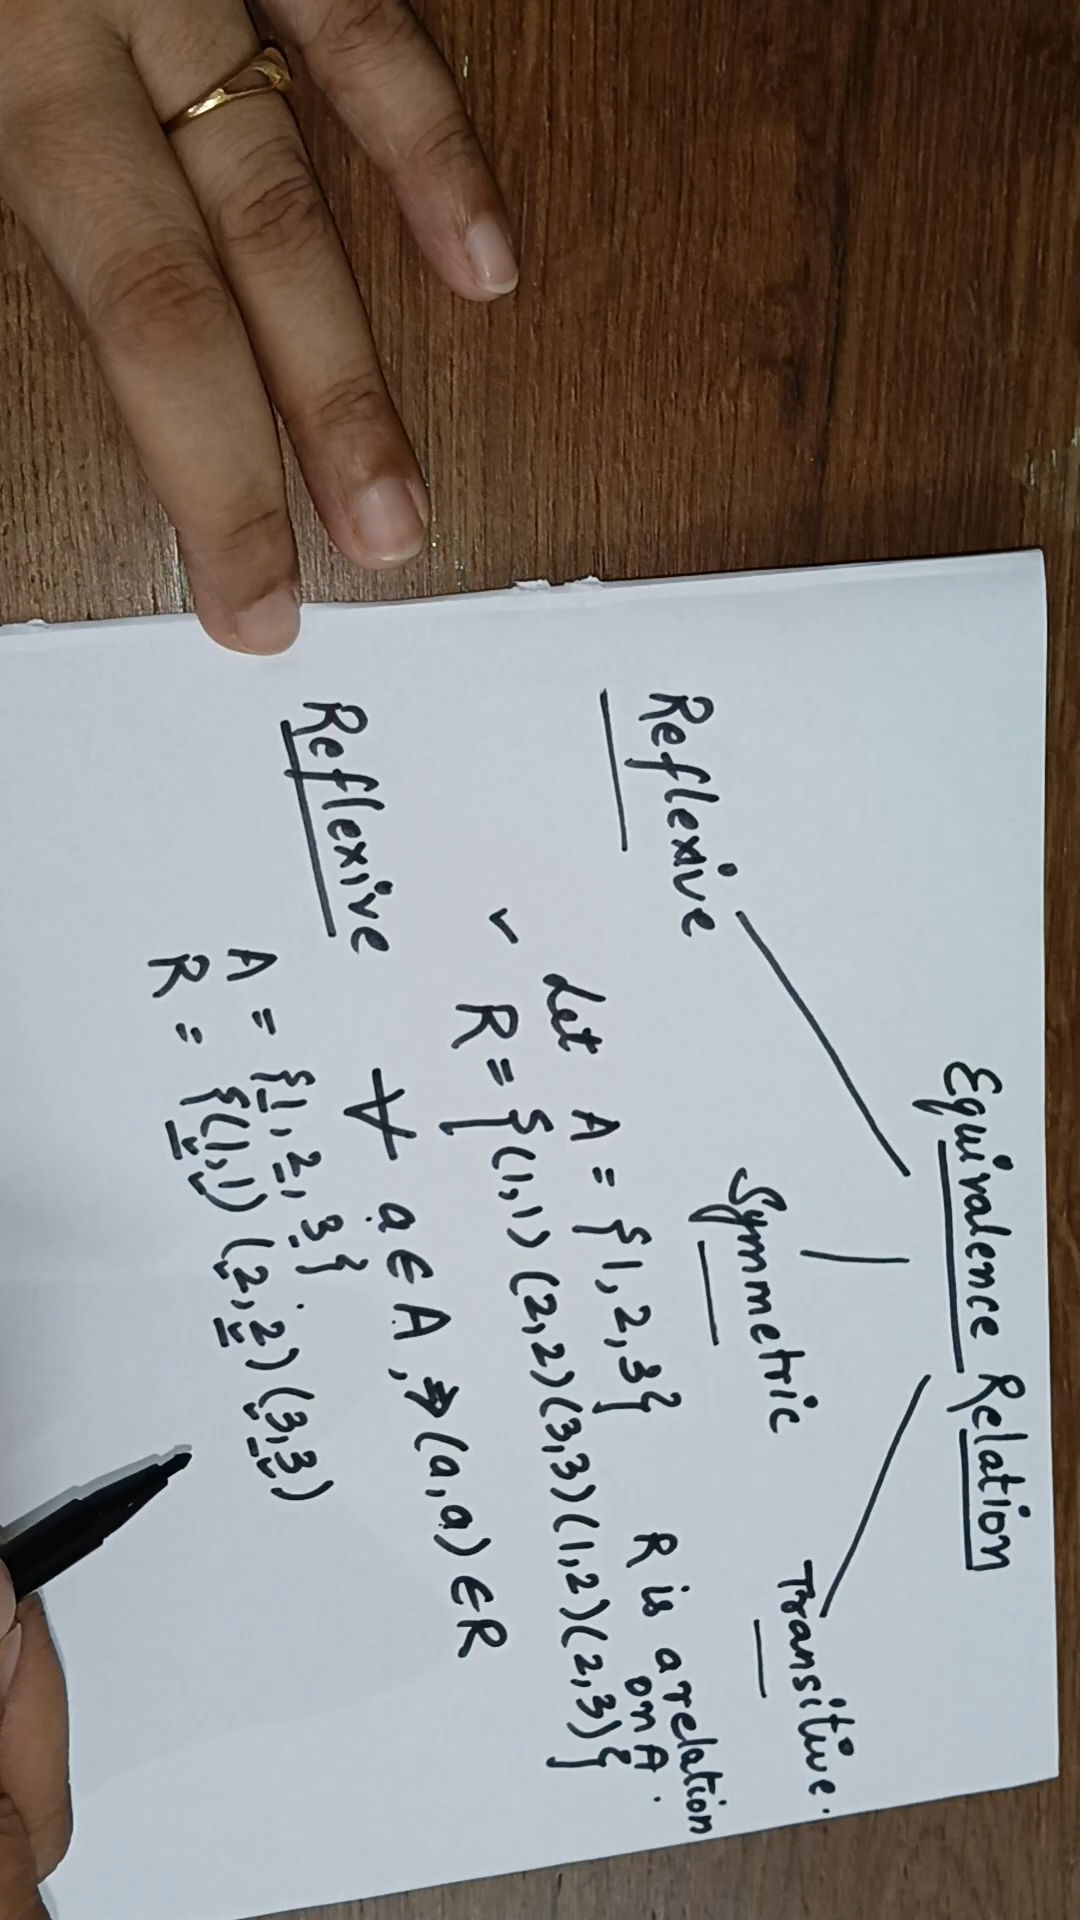 Equivalence Relation
Reflexive Symmetric Transitive.
Let A = {1, 2, 3} R is a relation on A.
✓ R = {(1,1) (2,2) (3,3) (1,2) (2,3)}
Reflexive ∀ a ∈ A, ⇒ (a, a) ∈ R
A = {1, 2, 3}
R = {(1,1) (2,2) (3,3)